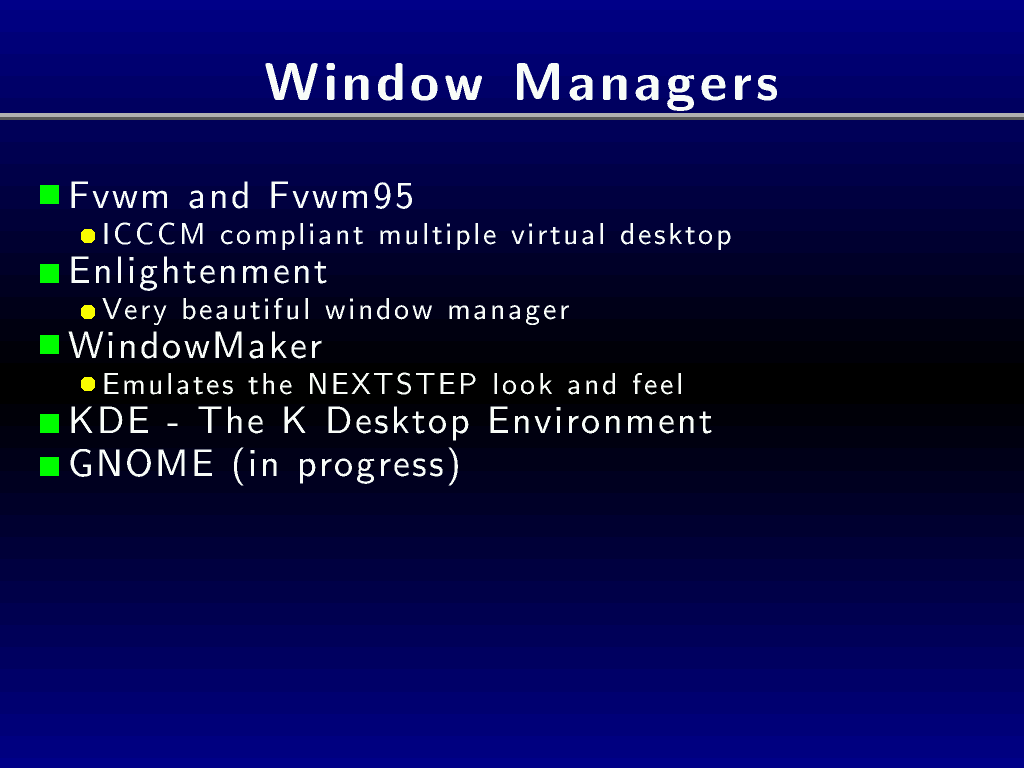 Window Managers
Fvwm and Fvwm95
ICCCM compliant multiple virtual desktop
Enlightenment
Very beautiful window manager
WindowMaker
Emulates the NEXTSTEP look and feel
KDE - The K Desktop Environment
GNOME (in progress)